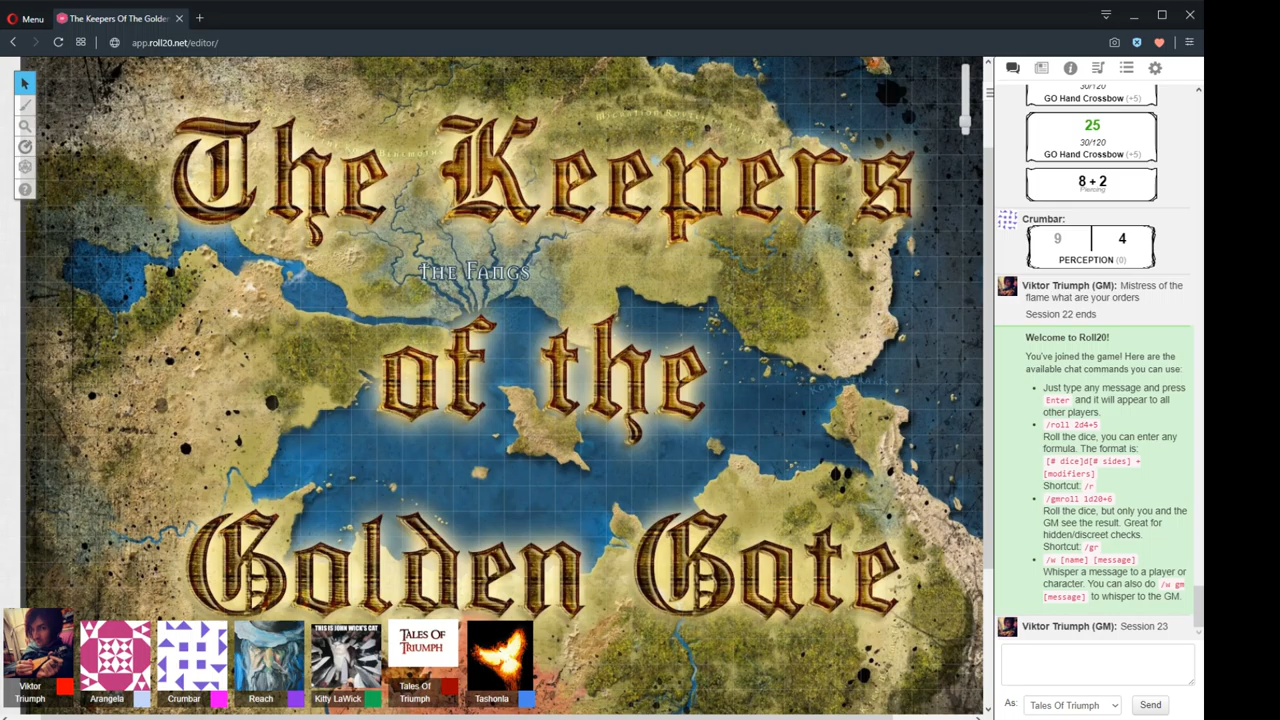 Menu
The Keepers Of The Golder
app.roll20.net/editor/
The Keepers
THE FANGS
of the
Golden Gate
THIS IS JOHN WICK'S CAT
TALES OF
TRIUMPH
Viktor
Triumph
Arangela
Crumbar
Reach
Kitty LaWick
Tales Of
Triumph
Tashonla
30/120
GO Hand Crossbow (+5)
25
30/120
GO Hand Crossbow (+5)
8 + 2
Piercing
Crumbar:
9 4
PERCEPTION (0)
Viktor Triumph (GM): Mistress of the
flame what are your orders
Session 22 ends
Welcome to Roll20!
You've joined the game! Here are the
available chat commands you can use:
• Just type any message and press
Enter and it will appear to all
other players.
• /roll 2d4+5
Roll the dice, you can enter any
formula. The format is:
[# dice]d[# sides] +
[modifiers]
Shortcut: /r
• /gmroll 1d20+6
Roll the dice, but only you and the
GM see the result. Great for
hidden/discreet checks.
Shortcut: /gr
• /w [name] [message]
Whisper a message to a player or
character. You can also do /w gm
[message] to whisper to the GM.
Viktor Triumph (GM): Session 23
As: Tales Of Triumph Send